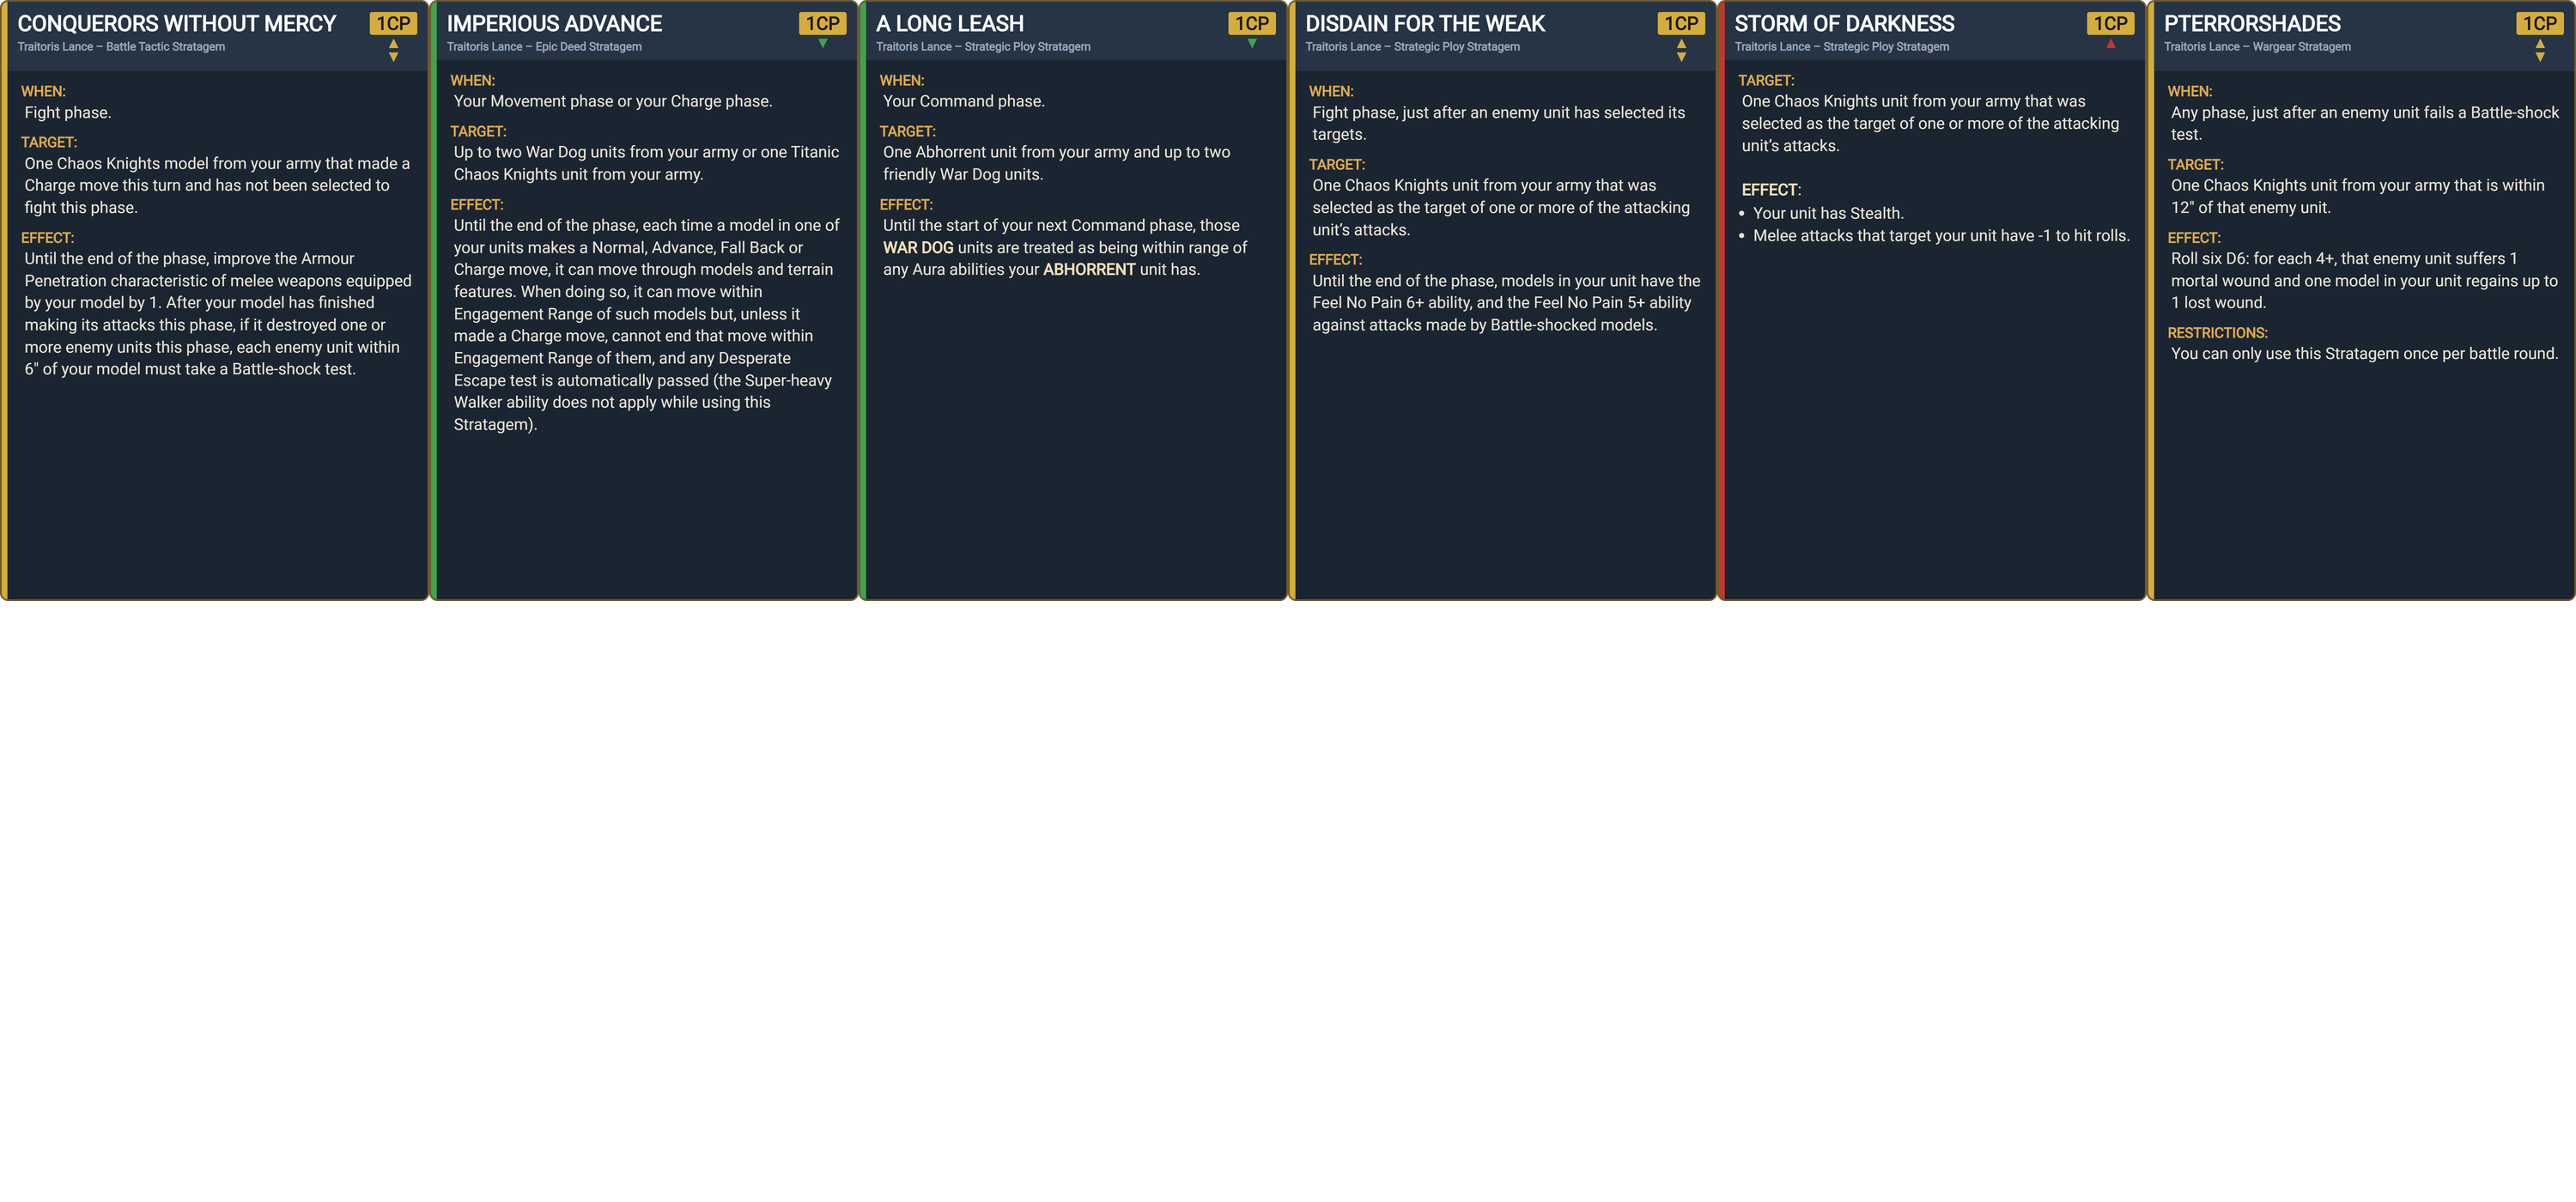 CONQUERORS WITHOUT MERCY
1CP
Traitoris Lance – Battle Tactic Stratagem
WHEN:
Fight phase.
TARGET:
One Chaos Knights model from your army that made a
Charge move this turn and has not been selected to
fight this phase.
EFFECT:
Until the end of the phase, improve the Armour
Penetration characteristic of melee weapons equipped
by your model by 1. After your model has finished
making its attacks this phase, if it destroyed one or
more enemy units this phase, each enemy unit within
6" of your model must take a Battle-shock test.
IMPERIOUS ADVANCE
1CP
Traitoris Lance – Epic Deed Stratagem
WHEN:
Your Movement phase or your Charge phase.
TARGET:
Up to two War Dog units from your army or one Titanic
Chaos Knights unit from your army.
EFFECT:
Until the end of the phase, each time a model in one of
your units makes a Normal, Advance, Fall Back or
Charge move, it can move through models and terrain
features. When doing so, it can move within
Engagement Range of such models but, unless it
made a Charge move, cannot end that move within
Engagement Range of them, and any Desperate
Escape test is automatically passed (the Super-heavy
Walker ability does not apply while using this
Stratagem).
A LONG LEASH
1CP
Traitoris Lance – Strategic Ploy Stratagem
WHEN:
Your Command phase.
TARGET:
One Abhorrent unit from your army and up to two
friendly War Dog units.
EFFECT:
Until the start of your next Command phase, those
WAR DOG units are treated as being within range of
any Aura abilities your ABHORRENT unit has.
DISDAIN FOR THE WEAK
1CP
Traitoris Lance – Strategic Ploy Stratagem
WHEN:
Fight phase, just after an enemy unit has selected its
targets.
TARGET:
One Chaos Knights unit from your army that was
selected as the target of one or more of the attacking
unit’s attacks.
EFFECT:
Until the end of the phase, models in your unit have the
Feel No Pain 6+ ability, and the Feel No Pain 5+ ability
against attacks made by Battle-shocked models.
STORM OF DARKNESS
1CP
Traitoris Lance – Strategic Ploy Stratagem
TARGET:
One Chaos Knights unit from your army that was
selected as the target of one or more of the attacking
unit’s attacks.
EFFECT:
• Your unit has Stealth.
• Melee attacks that target your unit have -1 to hit rolls.
PTERRORSHADES
1CP
Traitoris Lance – Wargear Stratagem
WHEN:
Any phase, just after an enemy unit fails a Battle-shock
test.
TARGET:
One Chaos Knights unit from your army that is within
12" of that enemy unit.
EFFECT:
Roll six D6: for each 4+, that enemy unit suffers 1
mortal wound and one model in your unit regains up to
1 lost wound.
RESTRICTIONS:
You can only use this Stratagem once per battle round.